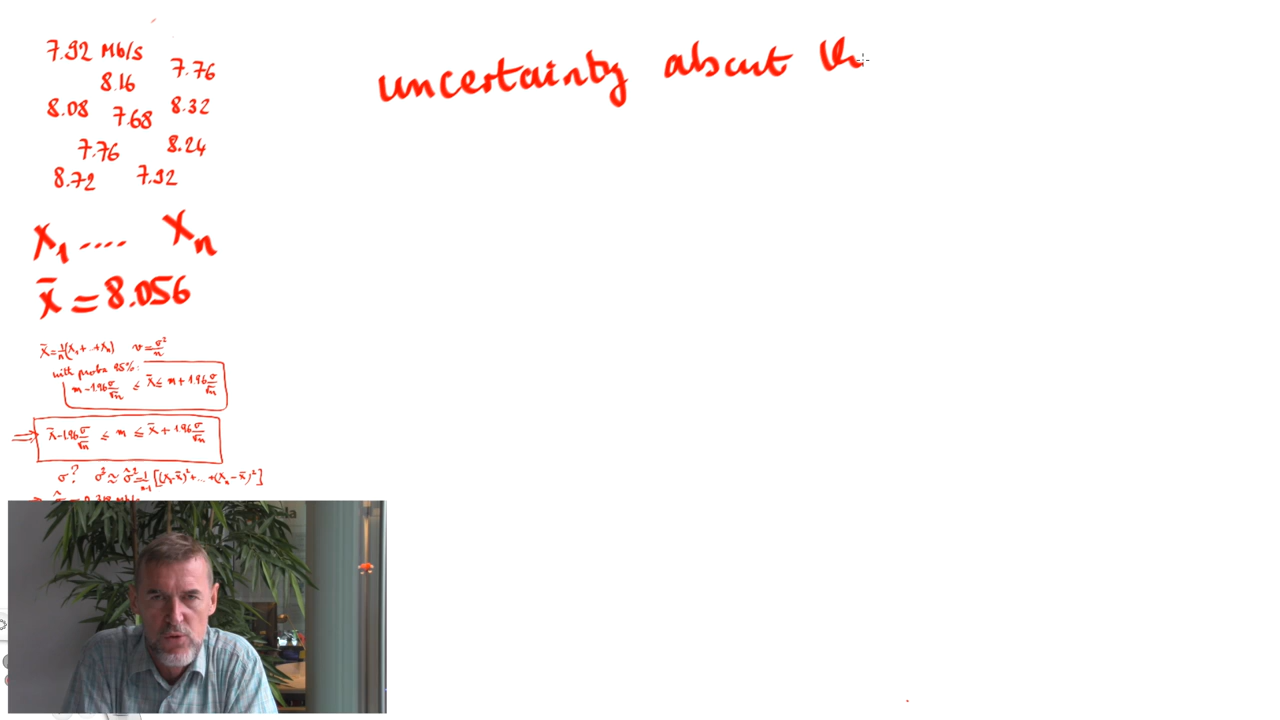 7.92 Mb/s
8.16 7.76
8.08 7.68 8.32
7.76 8.24
8.72 7.92
X₁ .... Xₙ
x̄ = 8.056
X̄ = 1/n (X₁ + ... + Xₙ) v = σ²/n
with proba 95%:
m - 1.96 σ/√n ≤ X̄ ≤ m + 1.96 σ/√n
⇒ X̄ - 1.96 σ/√n ≤ m ≤ X̄ + 1.96 σ/√n
σ? σ² ≈ σ̂² = 1/(n-1) [(X₁-X̄)² + ... + (Xₙ-X̄)²]
uncertainty about th